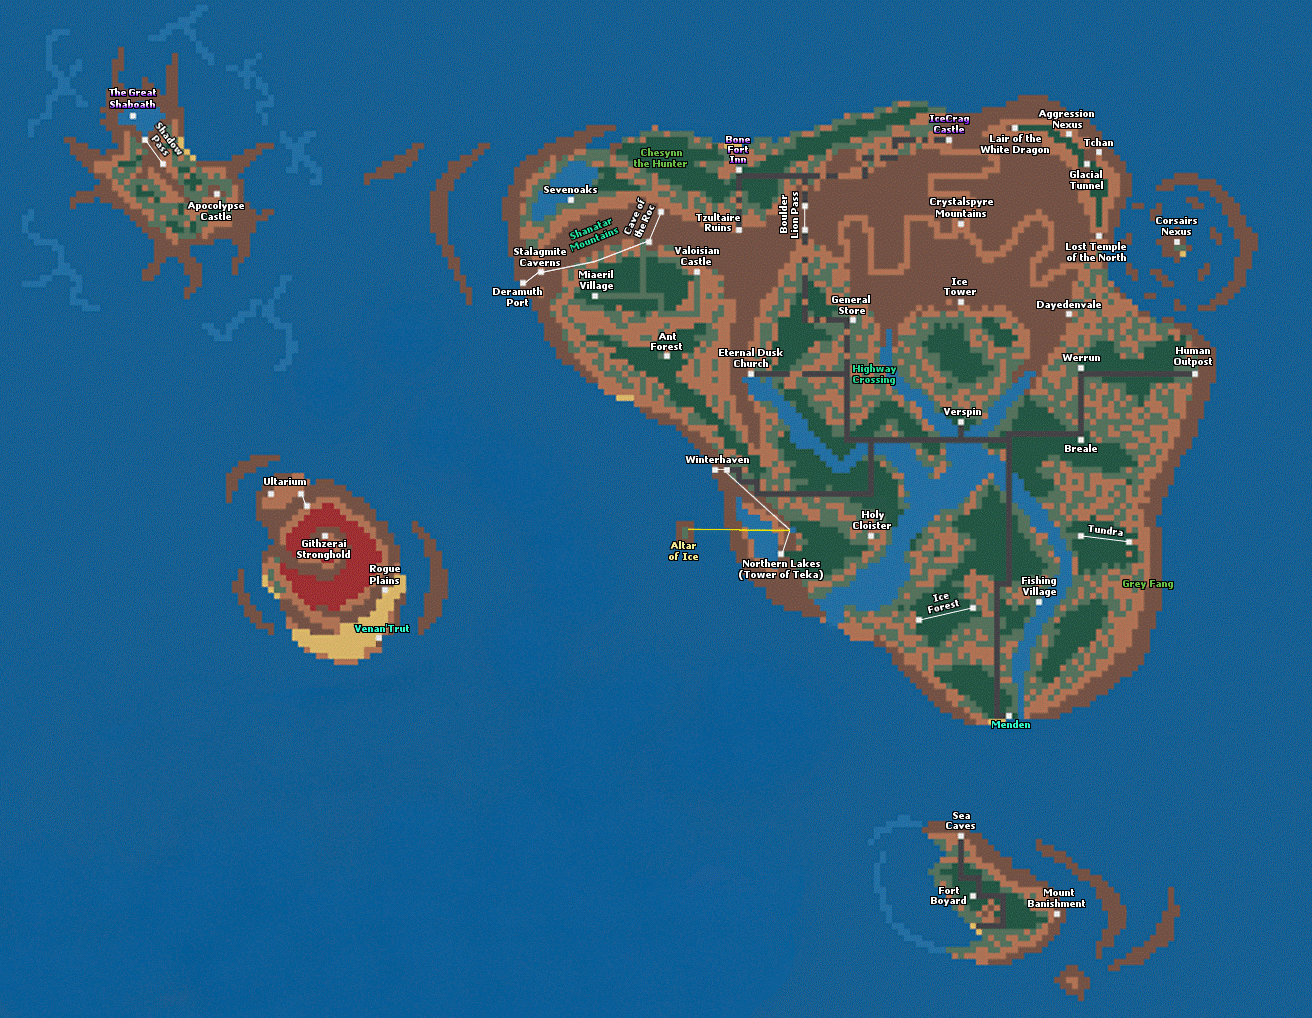 The Great
Shaboath
Shadow
Pass
Apocalypse
Castle
Sevenoaks
Chesynn
the Hunter
Bone
Fort
Inn
IceCrag
Castle
Aggression
Nexus
Lair of the
White Dragon
Tchan
Glacial
Tunnel
Crystalspyre
Mountains
Boulder
Lion Pass
Tzultaire
Ruins
Cave of
the Roc
Shanatar
Mountains
Stalagmite
Caverns
Deramuth
Port
Miaeril
Village
Valoisian
Castle
Corsairs
Nexus
Lost Temple
of the North
Ice
Tower
General
Store
Dayedenvale
Ant
Forest
Eternal Dusk
Church
Highway
Crossing
Werrun
Human
Outpost
Verspin
Breale
Winterhaven
Ultarium
Githzerai
Stronghold
Rogue
Plains
Venan'Trut
Altar
of Ice
Holy
Cloister
Northern Lakes
(Tower of Teka)
Tundra
Grey Fang
Fishing
Village
Ice
Forest
Menden
Sea
Caves
Fort
Boyard
Mount
Banishment